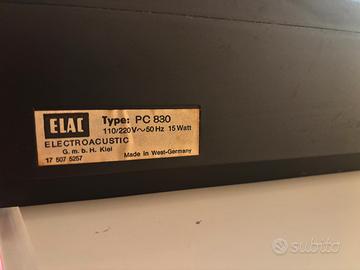 ELAC Type: PC 830
110/220V~50 Hz 15 Watt
ELECTROACUSTIC
G. m. b. H. Kiel
17 507 5257 Made in West-Germany
subito